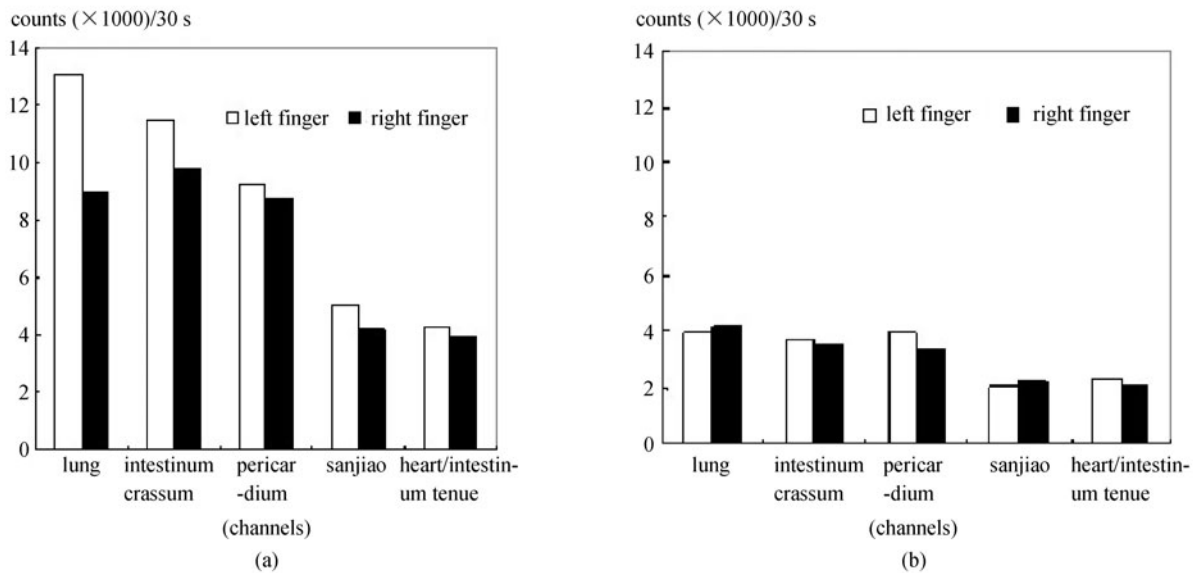 counts (×1000)/30 s
14
12
10
8
6
4
2
0
left finger
right finger
lung
intestinum
crassum
pericar
-dium
sanjiao
heart/intestin-
um tenue
(channels)
(a)
counts (×1000)/30 s
14
12
10
8
6
4
2
0
left finger
right finger
lung
intestinum
crassum
pericar
-dium
sanjiao
heart/intestin-
um tenue
(channels)
(b)